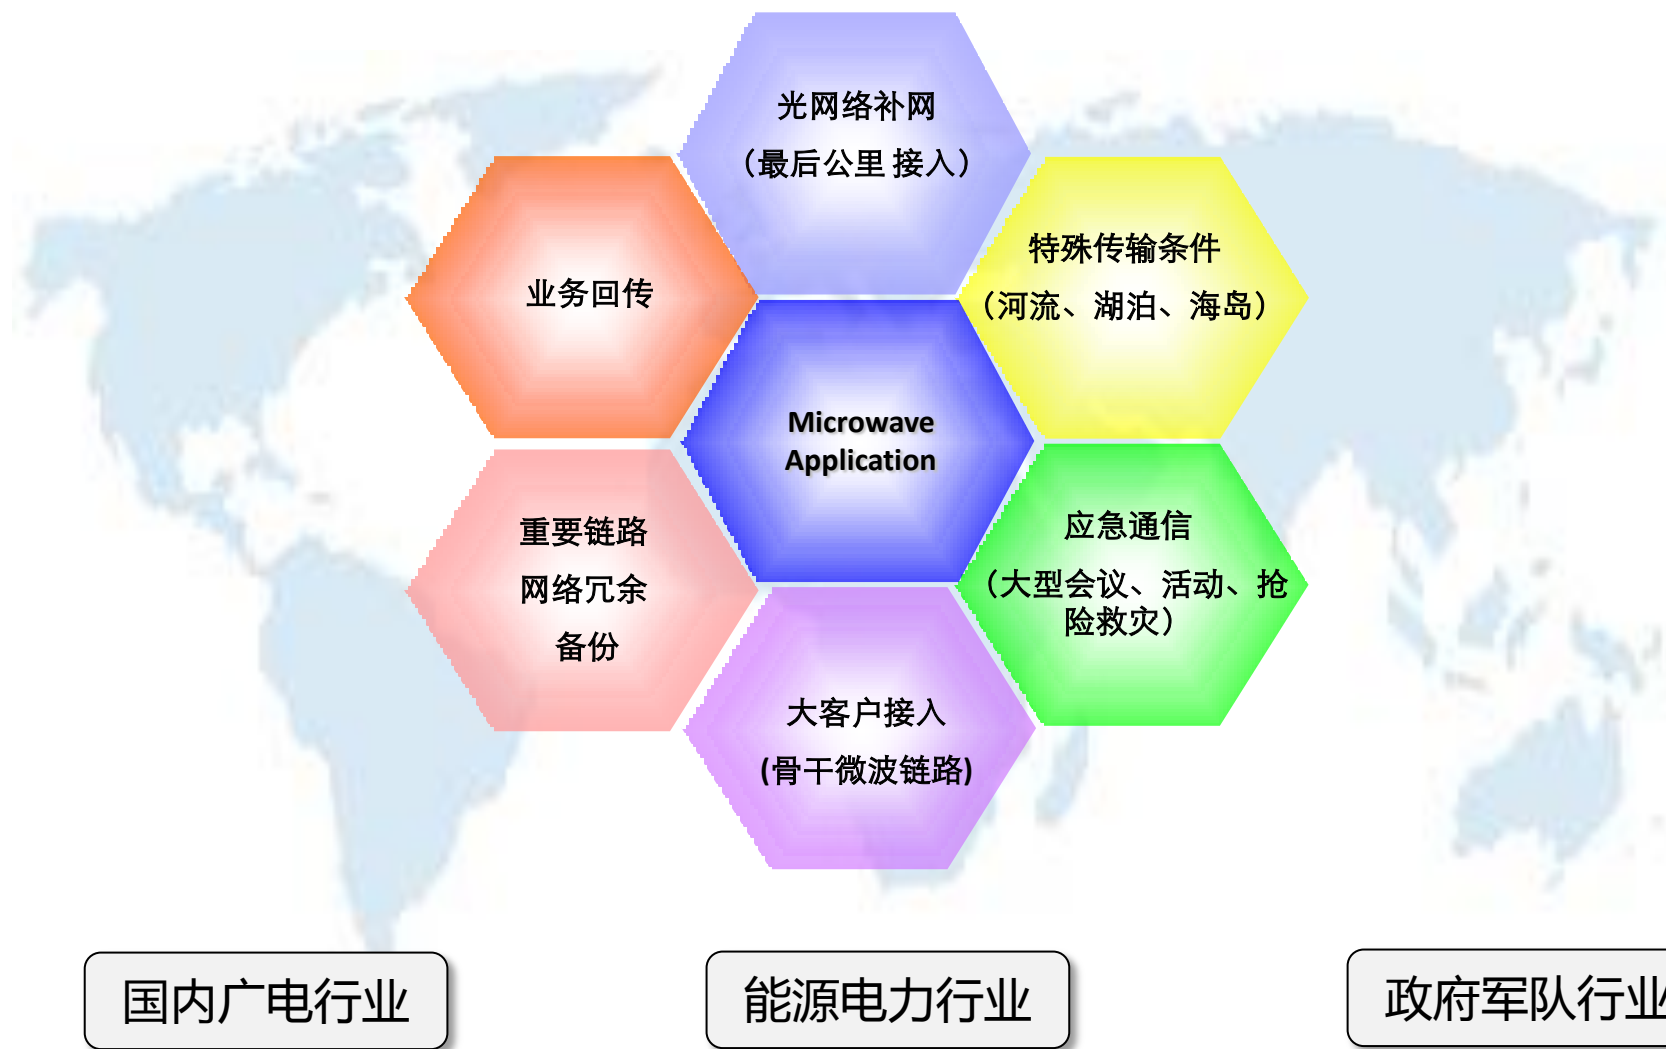 光网络补网
（最后公里 接入）
业务回传
特殊传输条件
（河流、湖泊、海岛）
Microwave
Application
重要链路
网络冗余
备份
应急通信
（大型会议、活动、抢
险救灾）
大客户接入
(骨干微波链路)
国内广电行业
能源电力行业
政府军队行业